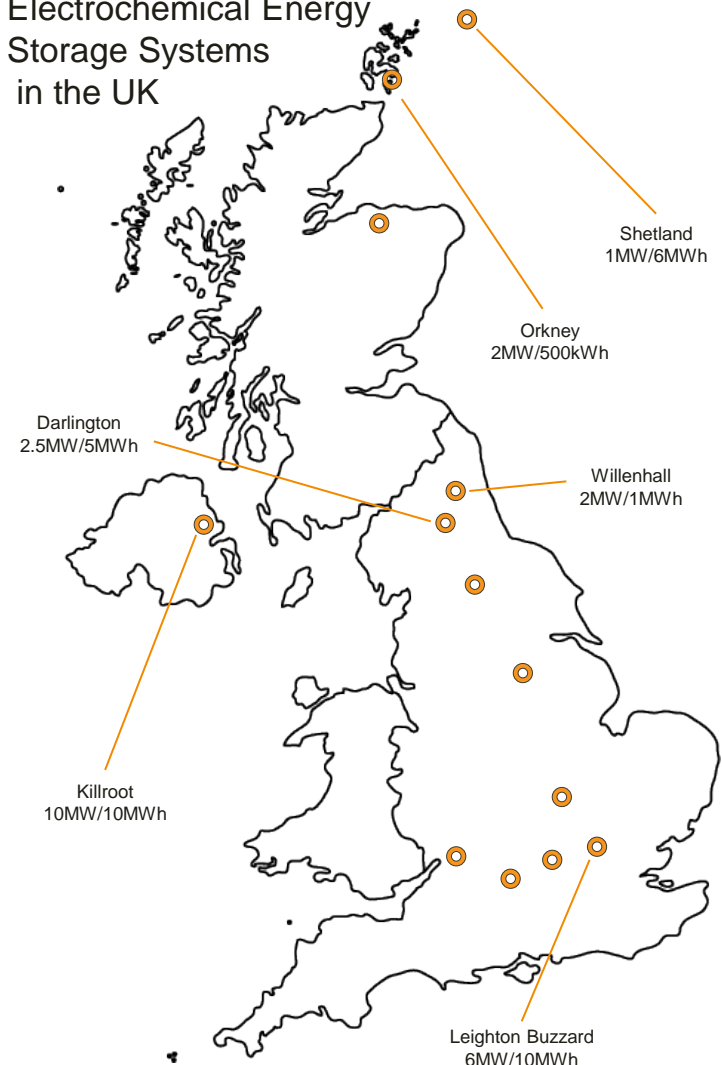 Electrochemical Energy
Storage Systems
in the UK
Shetland
1MW/6MWh
Orkney
2MW/500kWh
Darlington
2.5MW/5MWh
Willenhall
2MW/1MWh
Killroot
10MW/10MWh
Leighton Buzzard
6MW/10MWh